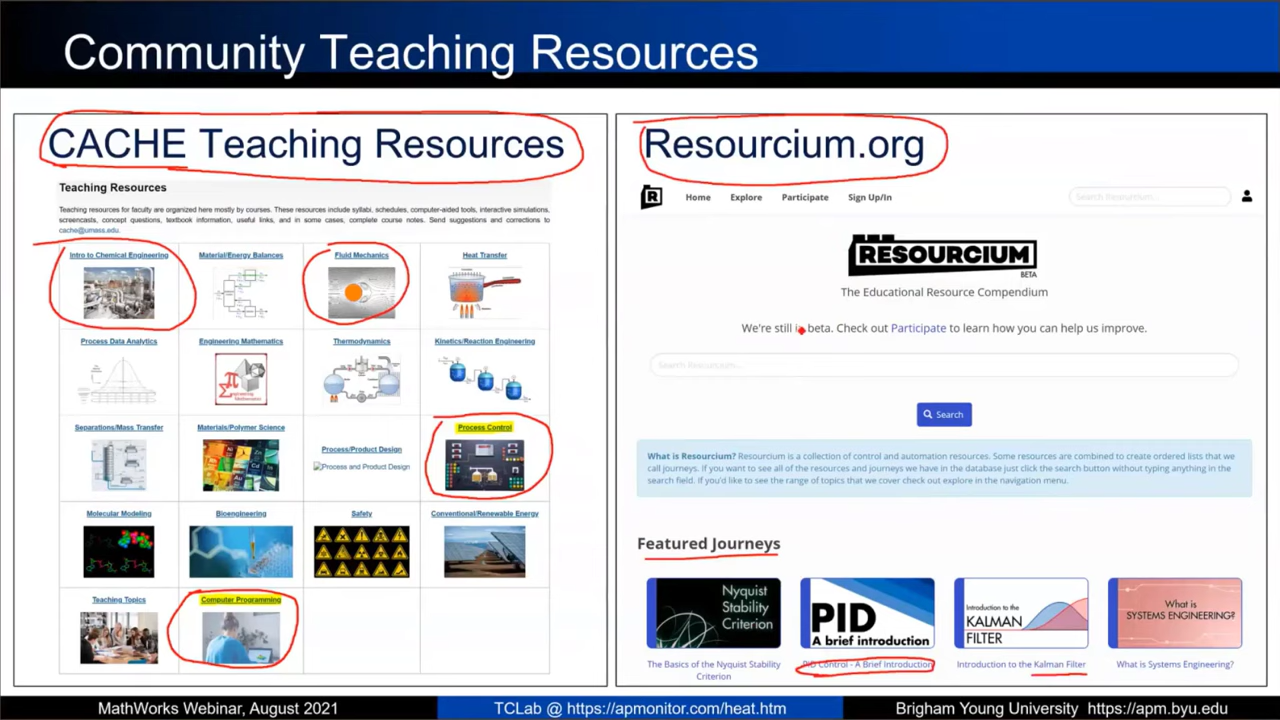 Community Teaching Resources
CACHE Teaching Resources
Teaching Resources
Teaching resources for faculty are organized here mostly by courses. These resources include syllabi, schedules, computer-aided tools, interactive simulations,
screencasts, concept questions, textbook information, useful links, and in some cases, complete course notes. Send suggestions and corrections to
cache@umass.edu.
Intro to Chemical Engineering
Material/Energy Balances
Fluid Mechanics
Heat Transfer
Process Data Analytics
Engineering Mathematics
Thermodynamics
Kinetics/Reaction Engineering
Separations/Mass Transfer
Materials/Polymer Science
Process/Product Design
Process and Product Design
Process Control
Molecular Modeling
Bioengineering
Safety
Conventional/Renewable Energy
Teaching Topics
Computer Programming
Resourcium.org
R
Home Explore Participate Sign Up/In
Search Resourcium...
RESOURCIUM
BETA
The Educational Resource Compendium
We're still in beta. Check out Participate to learn how you can help us improve.
Search Resourcium...
Search
What is Resourcium? Resourcium is a collection of control and automation resources. Some resources are combined to create ordered lists that we
call journeys. If you want to see all of the resources and journeys we have in the database just click the search button without typing anything in the
search field. If you'd like to see the range of topics that we cover check out explore in the navigation menu.
Featured Journeys
Nyquist
Stability
Criterion
The Basics of the Nyquist Stability
Criterion
PID
A brief introduction
PID Control - A Brief Introduction
Introduction to the
KALMAN
FILTER
Introduction to the Kalman Filter
What is
SYSTEMS ENGINEERING?
What is Systems Engineering?
MathWorks Webinar, August 2021
TCLab @ https://apmonitor.com/heat.htm
Brigham Young University https://apm.byu.edu